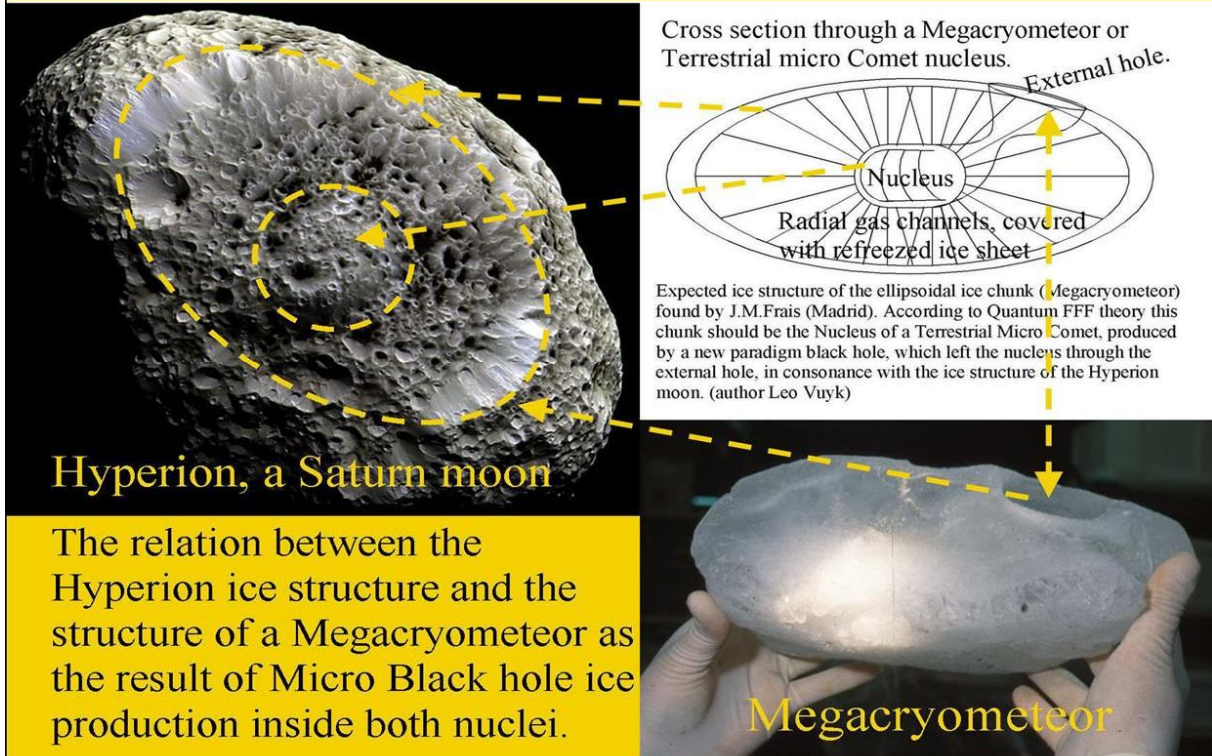 Cross section through a Megacryometeor or
Terrestrial micro Comet nucleus.
External hole.
Nucleus
Radial gas channels, covered
with refreezed ice sheet
Expected ice structure of the ellipsoidal ice chunk (Megacryometeor)
found by J.M.Frais (Madrid). According to Quantum FFF theory this
chunk should be the Nucleus of a Terrestrial Micro Comet, produced
by a new paradigm black hole, which left the nucleus through the
external hole, in consonance with the ice structure of the Hyperion
moon. (author Leo Vuyk)
Hyperion, a Saturn moon
The relation between the
Hyperion ice structure and the
structure of a Megacryometeor as
the result of Micro Black hole ice
production inside both nuclei.
Megacryometeor